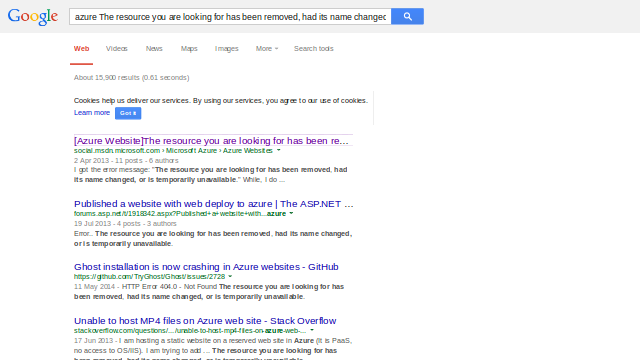 Google
azure The resource you are looking for has been removed, had its name changed
Web Videos News Maps Images More Search tools
About 15,900 results (0.61 seconds)
Cookies help us deliver our services. By using our services, you agree to our use of cookies.
Learn more Got it
[Azure Website]The resource you are looking for has been re...
social.msdn.microsoft.com › Microsoft Azure › Azure Websites
2 Apr 2013 - 11 posts - 6 authors
I got the error message: "The resource you are looking for has been removed, had
its name changed, or is temporarily unavailable." While, I do ...
Published a website with web deploy to azure | The ASP.NET ...
forums.asp.net/t/1918342.aspx?Published+a+website+with...azure
19 Jul 2013 - 4 posts - 3 authors
Error.. The resource you are looking for has been removed, had its name changed,
or is temporarily unavailable.
Ghost installation is now crashing in Azure websites - GitHub
https://github.com/TryGhost/Ghost/issues/2728
11 May 2014 - HTTP Error 404.0 - Not Found The resource you are looking for has
been removed, had its name changed, or is temporarily unavailable.
Unable to host MP4 files on Azure web site - Stack Overflow
stackoverflow.com/questions/.../unable-to-host-mp4-files-on-azure-web-...
17 Jun 2013 - I am hosting a static website on a reserved web site in Azure (It is PaaS,
no access to OS/IIS). I am trying to add ... The resource you are looking for has
been removed, had its name changed, or is temporarily unavailable.